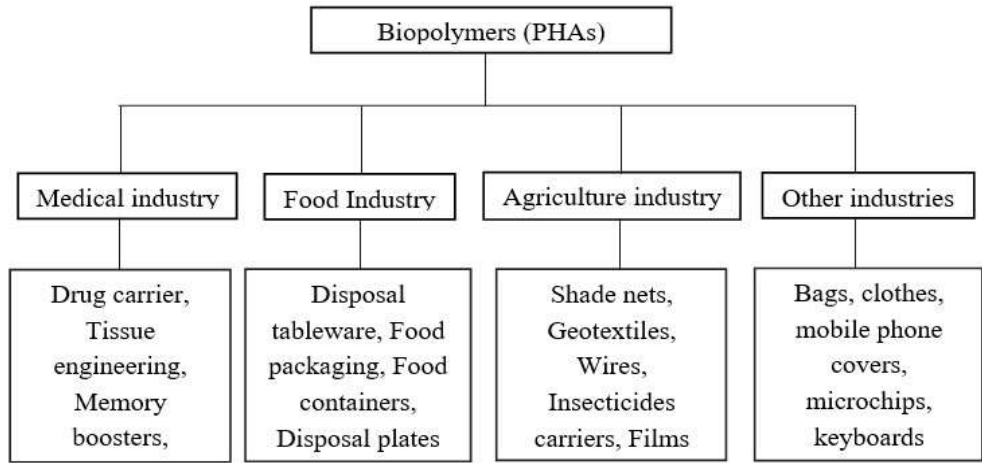 Biopolymers (PHAs)
Medical industry
Food Industry
Agriculture industry
Other industries
Drug carrier,
Tissue
engineering,
Memory
boosters,
Disposal
tableware, Food
packaging, Food
containers,
Disposal plates
Shade nets,
Geotextiles,
Wires,
Insecticides
carriers, Films
Bags, clothes,
mobile phone
covers,
microchips,
keyboards